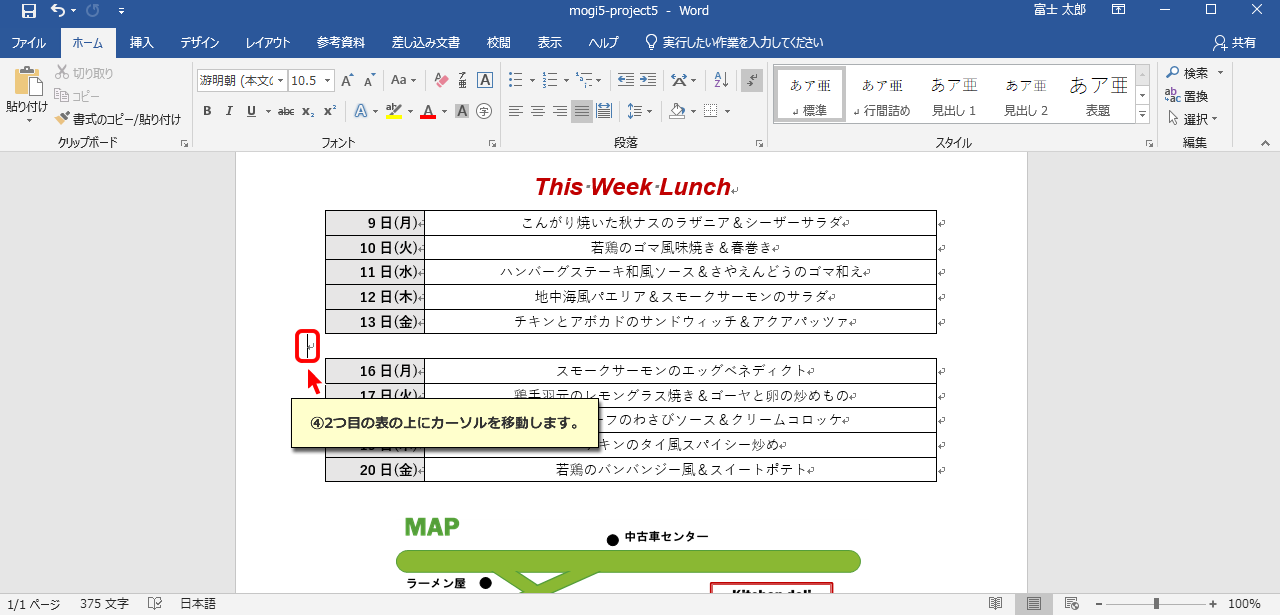 mogi5-project5 - Word
富士 太郎
ファイル ホーム 挿入 デザイン レイアウト 参考資料 差し込み文書 校閲 表示 ヘルプ 実行したい作業を入力してください 共有
貼り付け
切り取り
コピー
書式のコピー/貼り付け
クリップボード
游明朝 (本文の 10.5
フォント
段落
あア亜 あア亜 あア亜 あア亜 あア亜
標準 行間詰め 見出し 1 見出し 2 表題
スタイル
検索
置換
選択
編集
This Week Lunch
9 日(月) こんがり焼いた秋ナスのラザニア＆シーザーサラダ
10 日(火) 若鶏のゴマ風味焼き＆春巻き
11 日(水) ハンバーグステーキ和風ソース＆さやえんどうのゴマ和え
12 日(木) 地中海風パエリア＆スモークサーモンのサラダ
13 日(金) チキンとアボカドのサンドウィッチ＆アクアパッツァ
16 日(月) スモークサーモンのエッグベネディクト
17 日(火) 鶏手羽元のレモングラス焼き＆ゴーヤと卵の炒めもの
ーフのわさびソース＆クリームコロッケ
キンのタイ風スパイシー炒め
20 日(金) 若鶏のバンバンジー風＆スイートポテト
④2つ目の表の上にカーソルを移動します。
MAP
中古車センター
ラーメン屋
1/1 ページ 375 文字 日本語 100%